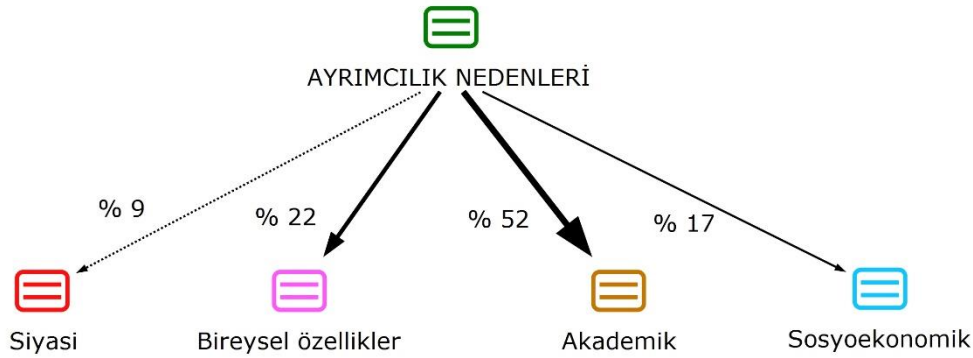 AYRIMCILIK NEDENLERİ
% 9
% 22
% 52
% 17
Siyasi
Bireysel özellikler
Akademik
Sosyoekonomik